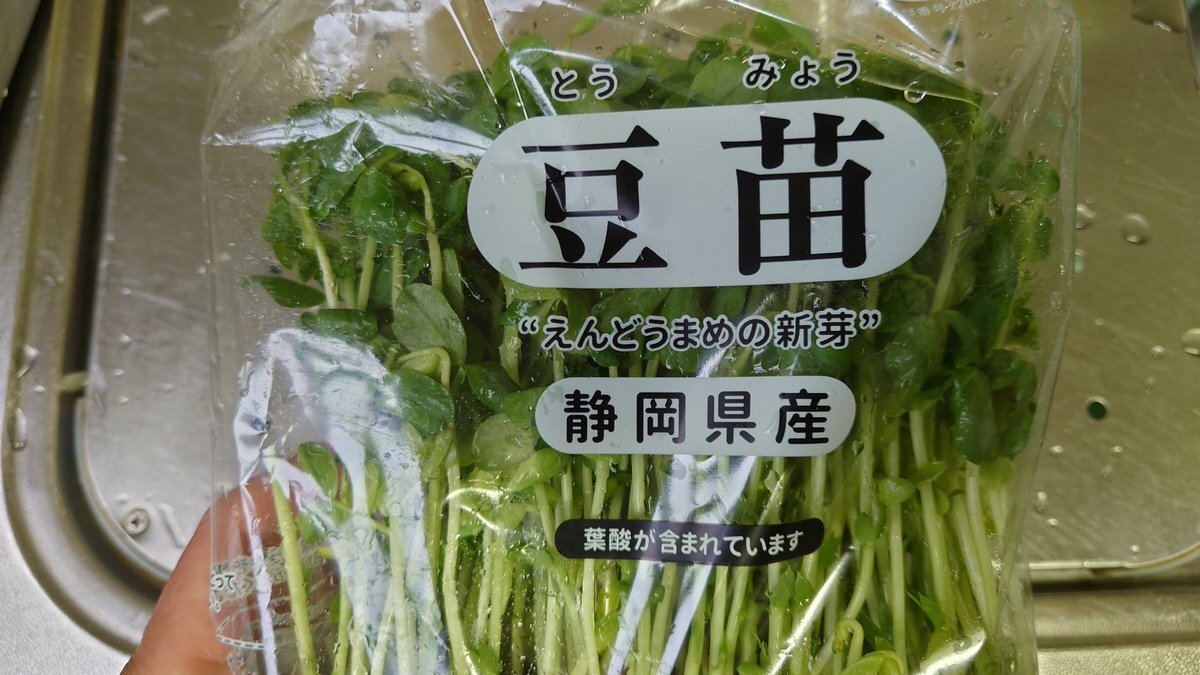 とう みょう
豆苗
“えんどうまめの新芽”
静岡県産
葉酸が含まれています